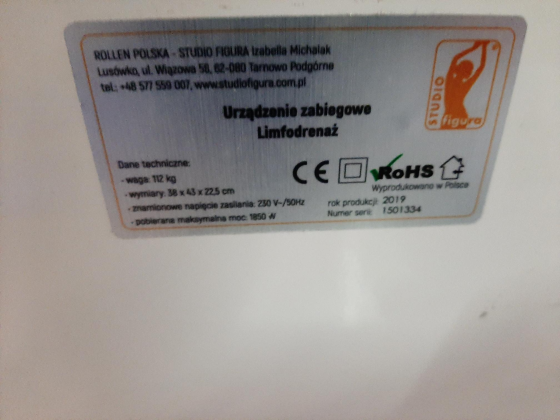 ROLLEN POLSKA - STUDIO FIGURA Izabella Michalak
Lusówko, ul. Wiązowa 56, 62-080 Tarnowo Podgórne
tel.: +48 577 559 007, www.studiofigura.com.pl
STUDIO
figura
Urządzenie zabiegowe
Limfodrenaż
Dane techniczne:
- waga: 112 kg
- wymiary: 38 x 43 x 22,5 cm
- znamionowe napięcie zasilania: 230 V~/50Hz
- pobierana maksymalna moc: 1850 W
CE
RoHS
Wyprodukowano w Polsce
rok produkcji: 2019
Numer serii: 1501334